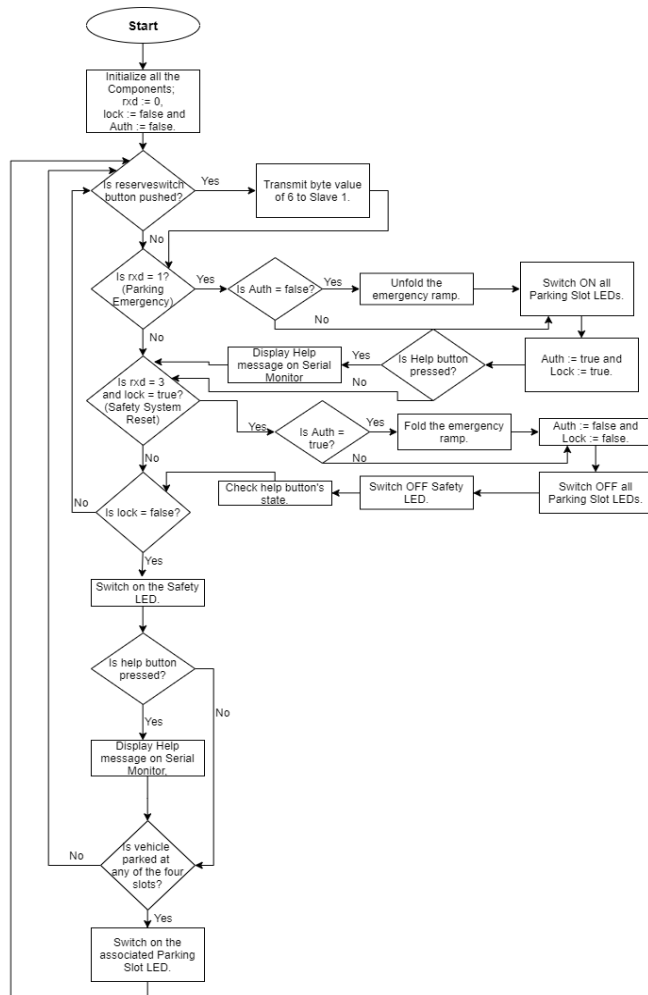 Start
Initialize all the
Components;
rxd := 0,
lock := false and
Auth := false.
Is reserveswitch
button pushed?
Yes
Transmit byte value
of 6 to Slave 1.
No
Is rxd = 1?
(Parking
Emergency)
Yes
Is Auth = false?
Yes
Unfold the
emergency ramp.
Switch ON all
Parking Slot LEDs.
No
No
Auth := true and
Lock := true.
Is Help button
pressed?
Yes
Display Help
message on Serial
Monitor
No
Is rxd = 3
and lock = true?
(Safety System
Reset)
Yes
Is Auth =
true?
Yes
Fold the emergency
ramp.
Auth := false and
Lock := false.
No
No
Switch OFF all
Parking Slot LEDs.
Switch OFF Safety
LED.
Check help button's
state.
Is lock = false?
No
Yes
Switch on the Safety
LED.
Is help button
pressed?
No
Yes
Display Help
message on Serial
Monitor.
Is vehicle
parked at
any of the four
slots?
No
Yes
Switch on the
associated Parking
Slot LED.